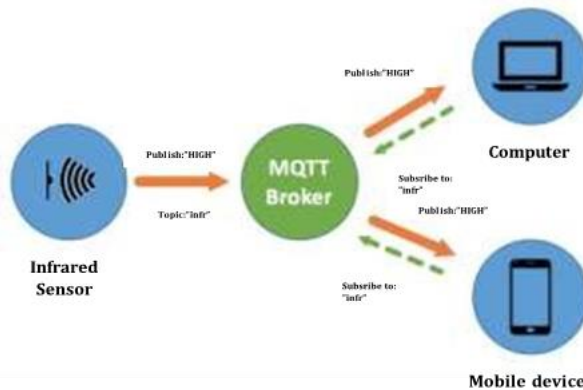 Publish:"HIGH"
Computer
Publish:"HIGH"
MQTT
Broker
Topic:"infr"
Subsribe to:
"infr"
Publish:"HIGH"
Infrared
Sensor
Subsribe to:
"infr"
Mobile device